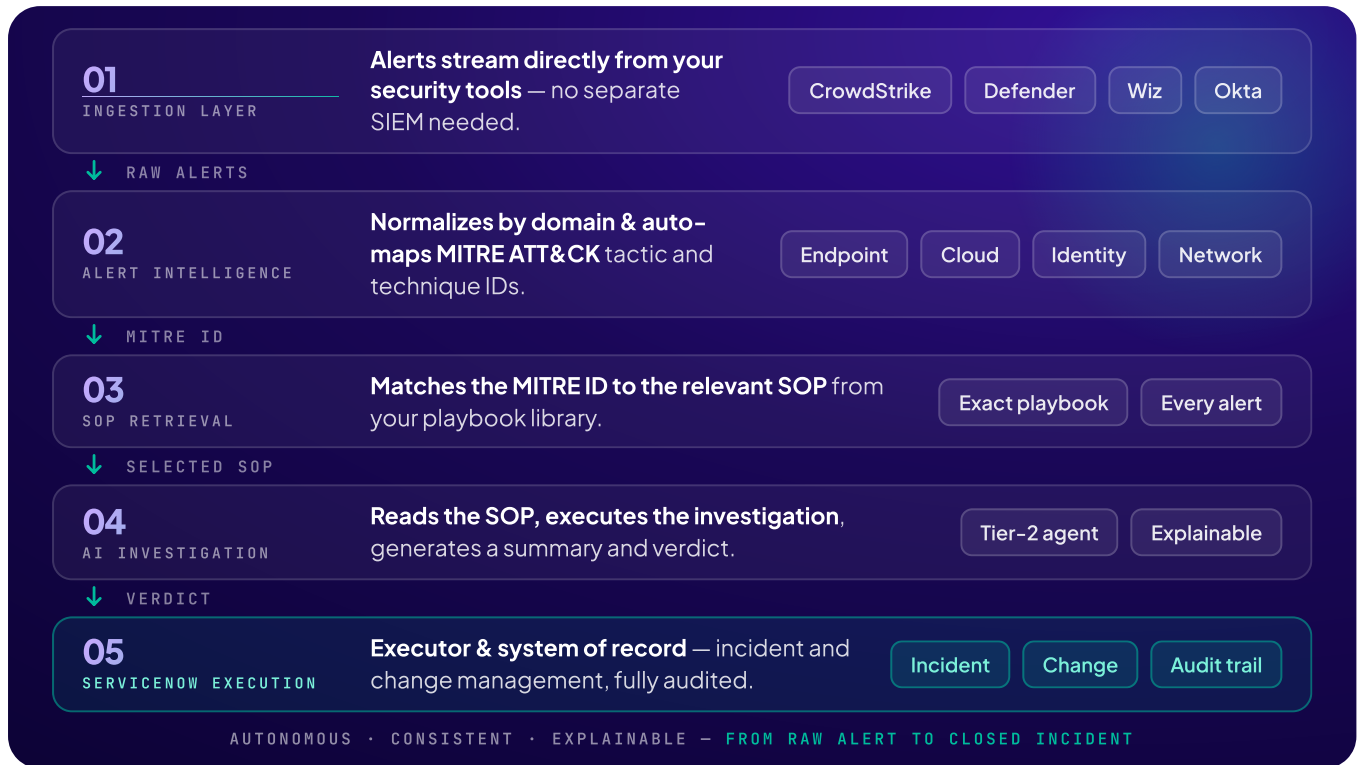 01
INGESTION LAYER
Alerts stream directly from your
security tools — no separate
SIEM needed.
CrowdStrike
Defender
Wiz
Okta
↓ RAW ALERTS
02
ALERT INTELLIGENCE
Normalizes by domain & auto-
maps MITRE ATT&CK tactic and
technique IDs.
Endpoint
Cloud
Identity
Network
↓ MITRE ID
03
SOP RETRIEVAL
Matches the MITRE ID to the relevant SOP from
your playbook library.
Exact playbook
Every alert
↓ SELECTED SOP
04
AI INVESTIGATION
Reads the SOP, executes the investigation,
generates a summary and verdict.
Tier-2 agent
Explainable
↓ VERDICT
05
SERVICENOW EXECUTION
Executor & system of record — incident and
change management, fully audited.
Incident
Change
Audit trail
AUTONOMOUS · CONSISTENT · EXPLAINABLE — FROM RAW ALERT TO CLOSED INCIDENT